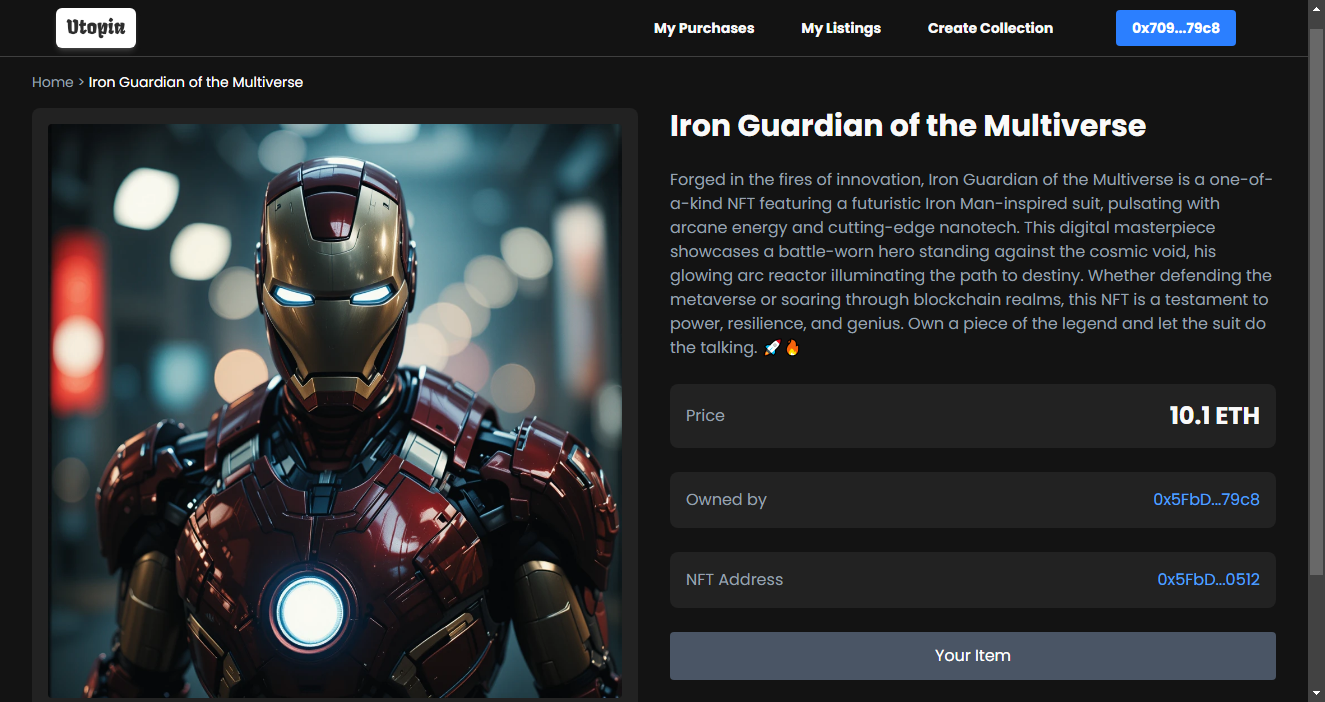 Utopia
My Purchases
My Listings
Create Collection
0x709...79c8
Home > Iron Guardian of the Multiverse
Iron Guardian of the Multiverse
Forged in the fires of innovation, Iron Guardian of the Multiverse is a one-of-
a-kind NFT featuring a futuristic Iron Man-inspired suit, pulsating with
arcane energy and cutting-edge nanotech. This digital masterpiece
showcases a battle-worn hero standing against the cosmic void, his
glowing arc reactor illuminating the path to destiny. Whether defending the
metaverse or soaring through blockchain realms, this NFT is a testament to
power, resilience, and genius. Own a piece of the legend and let the suit do
the talking. 🚀🔥
Price
10.1 ETH
Owned by
0x5FbD...79c8
NFT Address
0x5FbD...0512
Your Item